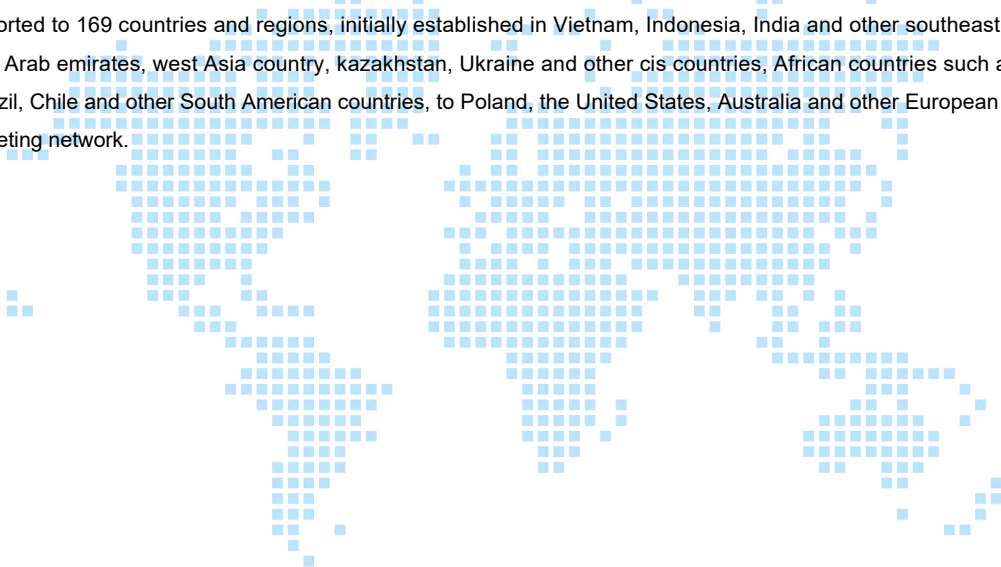 orted to 169 countries and regions, initially established in Vietnam, Indonesia, India and other southeast
Arab emirates, west Asia country, kazakhstan, Ukraine and other cis countries, African countries such a
zil, Chile and other South American countries, to Poland, the United States, Australia and other European
eting network.